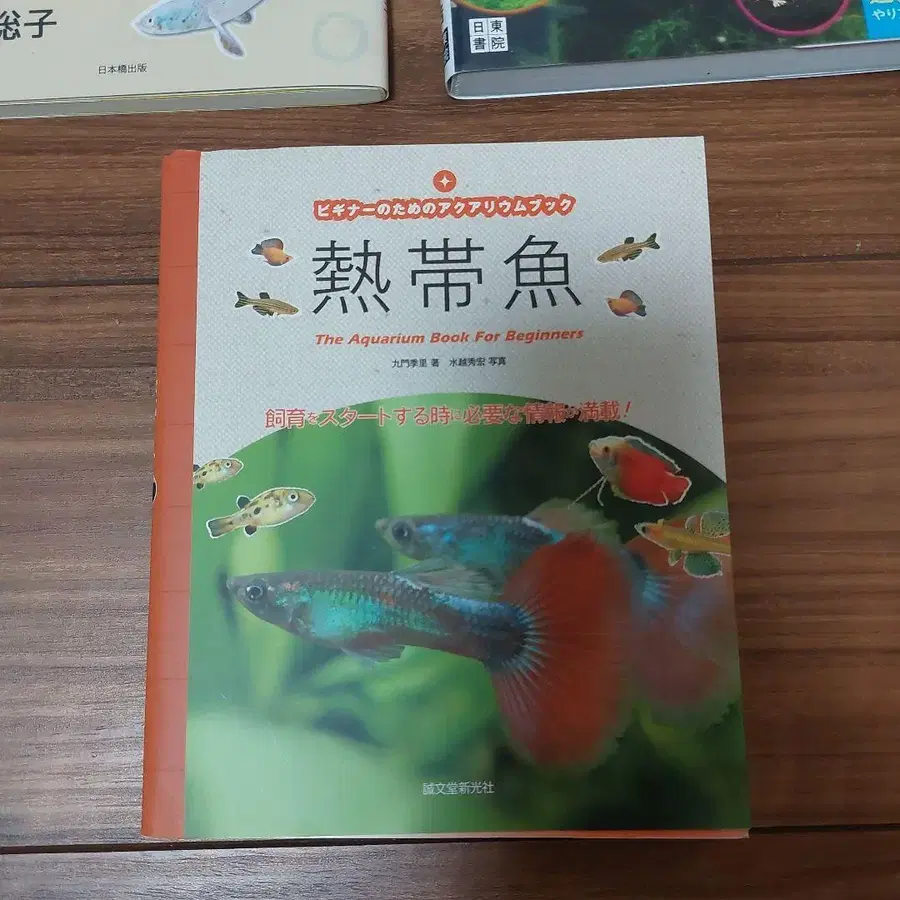 総子
日本橋出版
日東
書院
やり
ビギナーのためのアクアリウムブック
熱帯魚
The Aquarium Book For Beginners
九門季里 著 水越秀宏 写真
飼育をスタートする時に必要な情報が満載!
誠文堂新光社